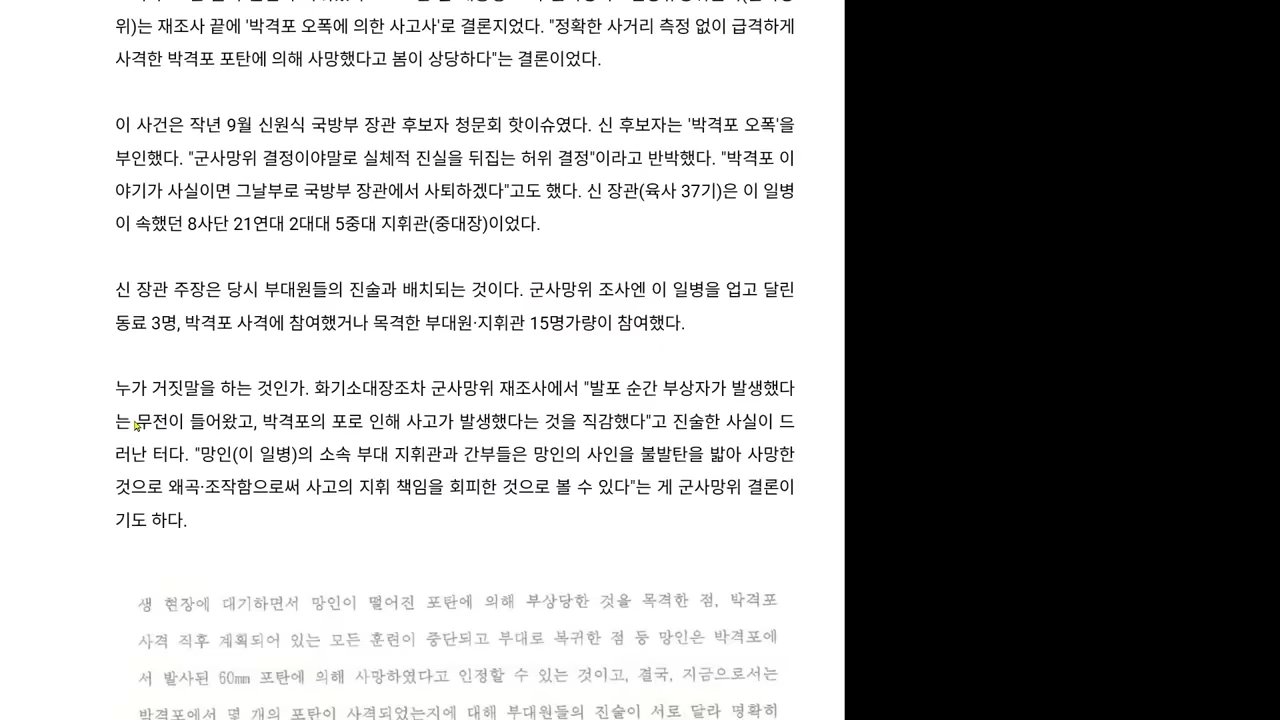 위)는 재조사 끝에 '박격포 오폭에 의한 사고사'로 결론지었다. "정확한 사거리 측정 없이 급격하게
사격한 박격포 포탄에 의해 사망했다고 봄이 상당하다"는 결론이었다.
이 사건은 작년 9월 신원식 국방부 장관 후보자 청문회 핫이슈였다. 신 후보자는 '박격포 오폭'을
부인했다. "군사망위 결정이야말로 실체적 진실을 뒤집는 허위 결정"이라고 반박했다. "박격포 이
야기가 사실이면 그날부로 국방부 장관에서 사퇴하겠다"고도 했다. 신 장관(육사 37기)은 이 일병
이 속했던 8사단 21연대 2대대 5중대 지휘관(중대장)이었다.
신 장관 주장은 당시 부대원들의 진술과 배치되는 것이다. 군사망위 조사엔 이 일병을 업고 달린
동료 3명, 박격포 사격에 참여했거나 목격한 부대원·지휘관 15명가량이 참여했다.
누가 거짓말을 하는 것인가. 화기소대장조차 군사망위 재조사에서 "발포 순간 부상자가 발생했다
는 무전이 들어왔고, 박격포의 포로 인해 사고가 발생했다는 것을 직감했다"고 진술한 사실이 드
러난 터다. "망인(이 일병)의 소속 부대 지휘관과 간부들은 망인의 사인을 불발탄을 밟아 사망한
것으로 왜곡·조작함으로써 사고의 지휘 책임을 회피한 것으로 볼 수 있다"는 게 군사망위 결론이
기도 하다.
생 현장에 대기하면서 망인이 떨어진 포탄에 의해 부상당한 것을 목격한 점, 박격포
사격 직후 계획되어 있는 모든 훈련이 중단되고 부대로 복귀한 점 등 망인은 박격포에
서 발사된 60mm 포탄에 의해 사망하였다고 인정할 수 있는 것이고, 결국, 지금으로서는
박격포에서 몇 개의 포탄이 사격되었는지에 대해 부대원들의 진술이 서로 달라 명확히